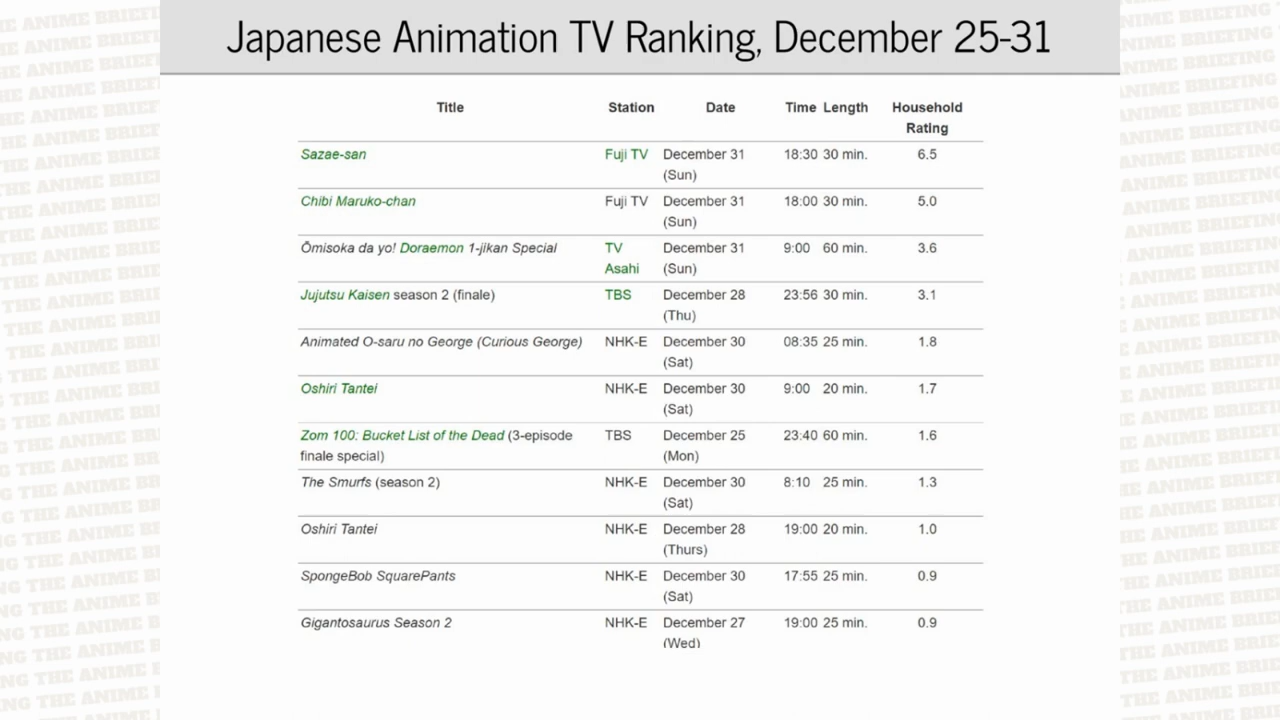 Japanese Animation TV Ranking, December 25-31
Title Station Date Time Length Household
Rating
Sazae-san Fuji TV December 31 18:30 30 min. 6.5
(Sun)
Chibi Maruko-chan Fuji TV December 31 18:00 30 min. 5.0
(Sun)
Ōmisoka da yo! Doraemon 1-jikan Special TV December 31 9:00 60 min. 3.6
Asahi (Sun)
Jujutsu Kaisen season 2 (finale) TBS December 28 23:56 30 min. 3.1
(Thu)
Animated O-saru no George (Curious George) NHK-E December 30 08:35 25 min. 1.8
(Sat)
Oshiri Tantei NHK-E December 30 9:00 20 min. 1.7
(Sat)
Zom 100: Bucket List of the Dead (3-episode TBS December 25 23:40 60 min. 1.6
finale special) (Mon)
The Smurfs (season 2) NHK-E December 30 8:10 25 min. 1.3
(Sat)
Oshiri Tantei NHK-E December 28 19:00 20 min. 1.0
(Thurs)
SpongeBob SquarePants NHK-E December 30 17:55 25 min. 0.9
(Sat)
Gigantosaurus Season 2 NHK-E December 27 19:00 25 min. 0.9
(Wed)
THE ANIME BRIEFING